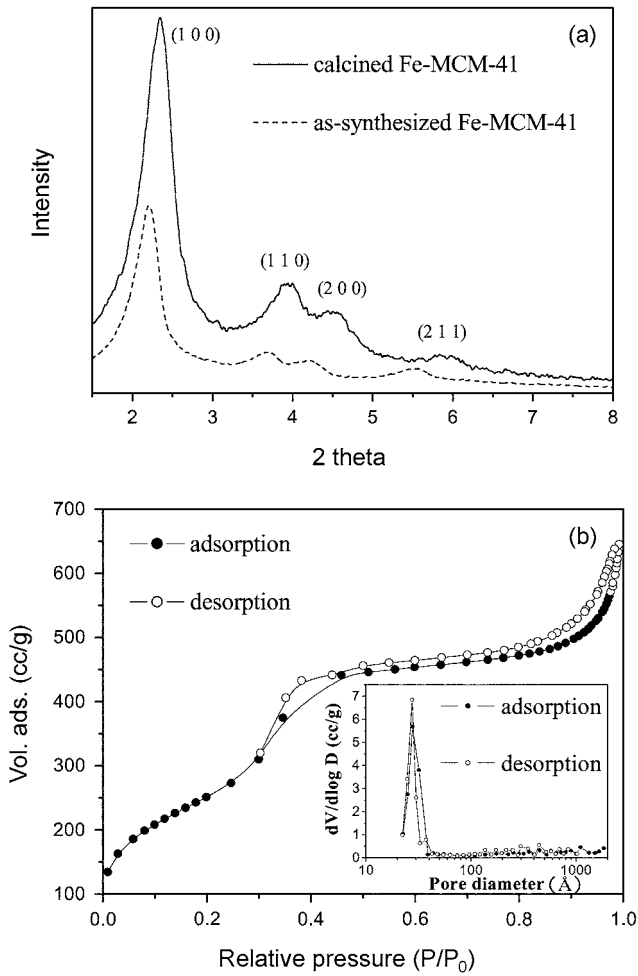 (a)
(1 0 0)
calcined Fe-MCM-41
as-synthesized Fe-MCM-41
(1 1 0)
(2 0 0)
(2 1 1)
Intensity
2 3 4 5 6 7 8
2 theta
(b)
700
600
500
400
300
200
100
Vol. ads. (cc/g)
adsorption
desorption
7
6
5
4
3
2
1
0
dV/dlog D (cc/g)
adsorption
desorption
10 100 1000
Pore diameter (Å)
0.0 0.2 0.4 0.6 0.8 1.0
Relative pressure (P/P0)